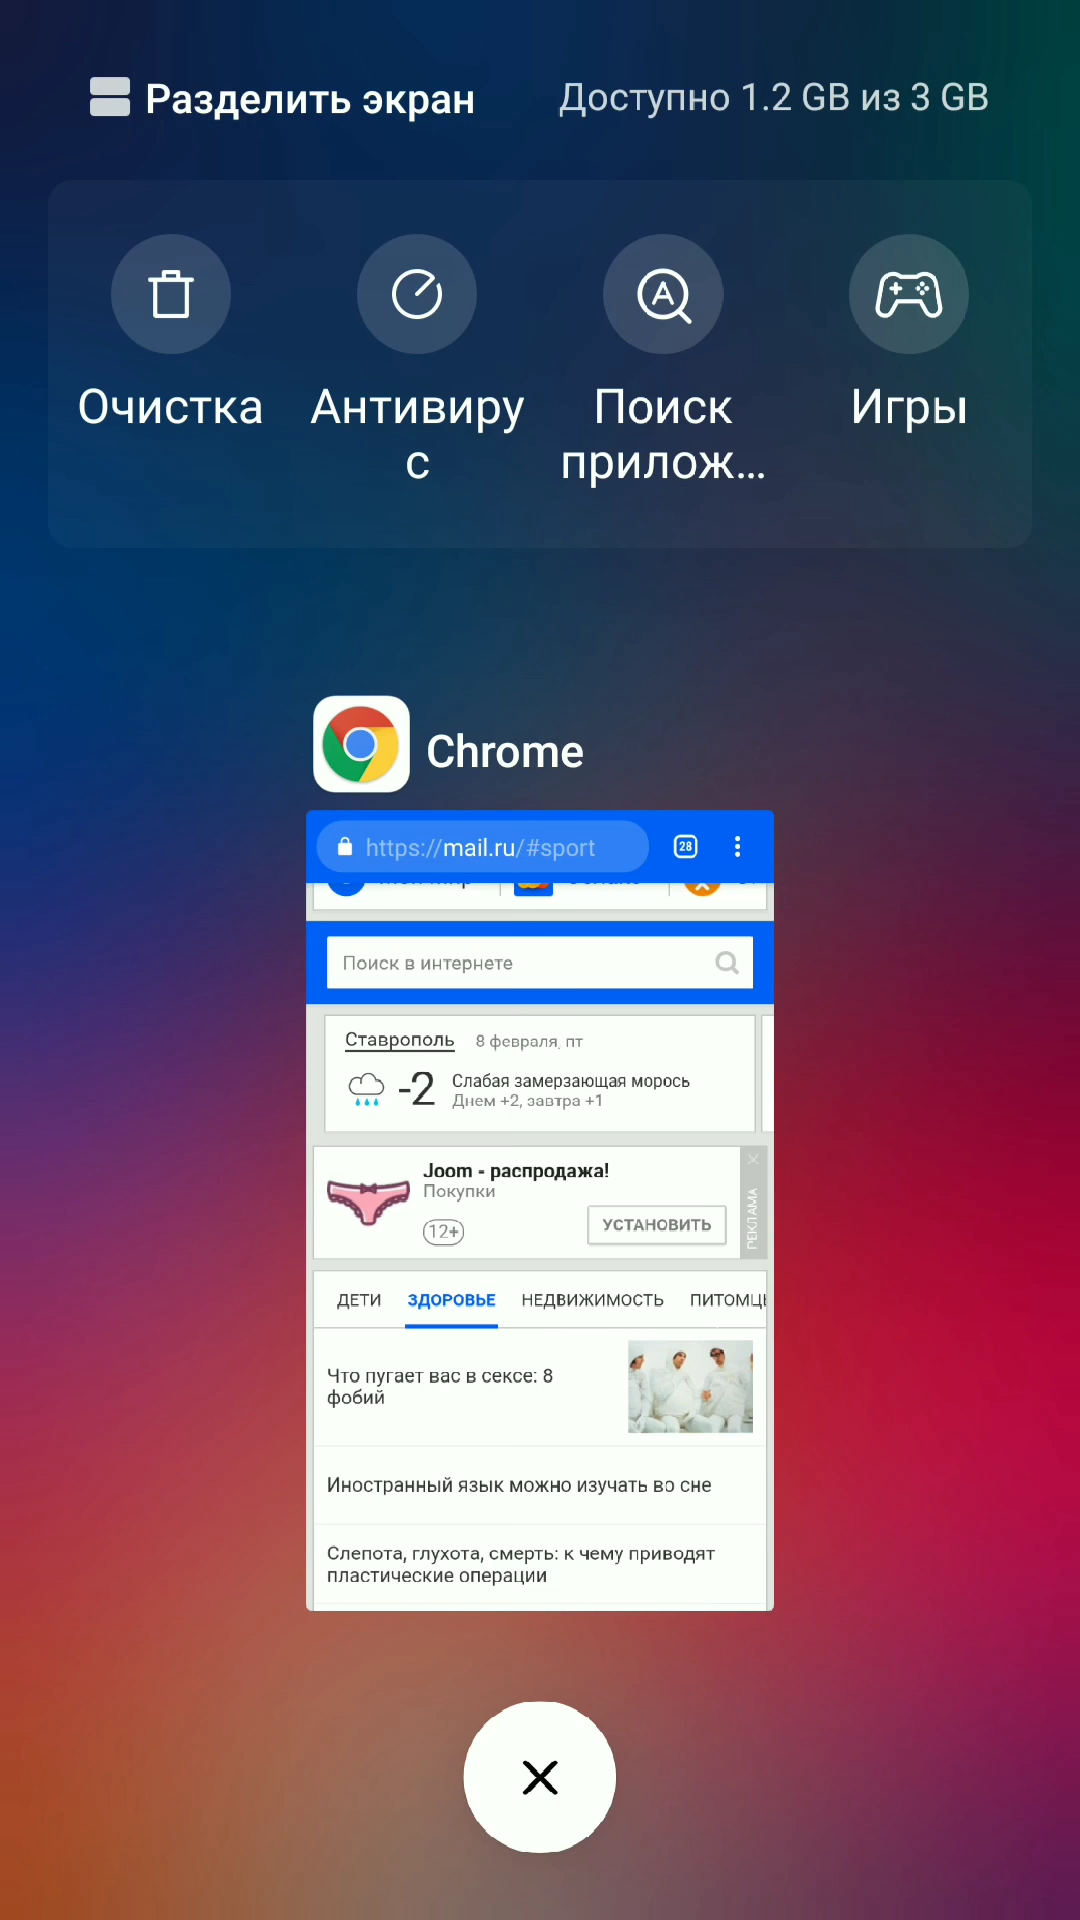 Разделить экран
Доступно 1.2 GB из 3 GB
Очистка
Антивиру
с
Поиск
прилож...
Игры
Chrome
https://mail.ru/#sport
28
Поиск в интернете
Ставрополь
8 февраля, пт
-2
Слабая замерзающая морось
Днем +2, завтра +1
Joom - распродажа!
Покупки
12+
УСТАНОВИТЬ
РЕКЛАМА
ДЕТИ
ЗДОРОВЬЕ
НЕДВИЖИМОСТЬ
ПИТОМЦЫ
Что пугает вас в сексе: 8
фобий
Иностранный язык можно изучать во сне
Слепота, глухота, смерть: к чему приводят
пластические операции